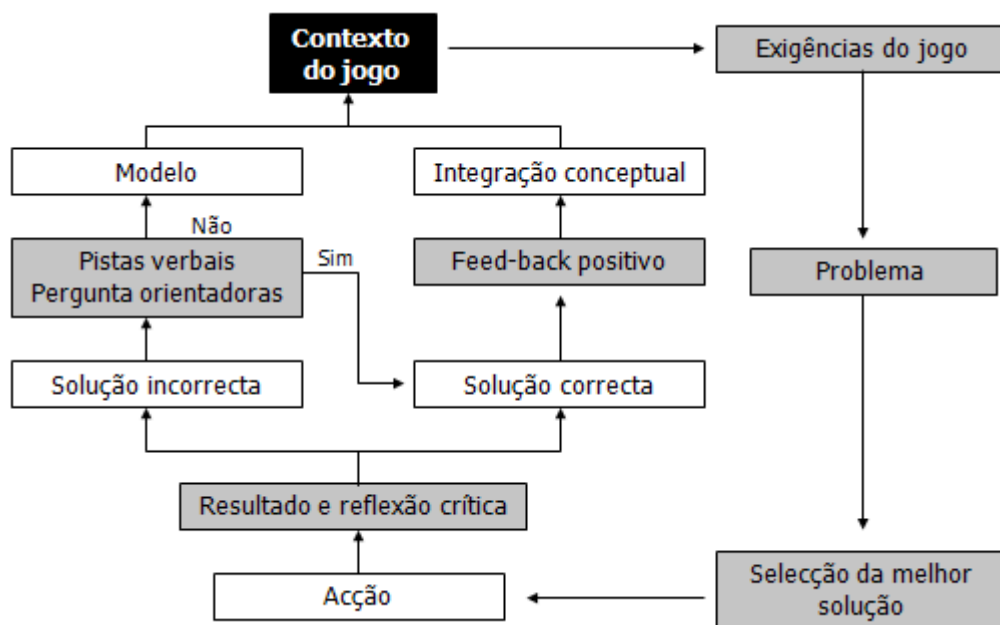 Contexto
do jogo
Exigências do jogo
Modelo
Integração conceptual
Não
Pistas verbais
Pergunta orientadoras
Sim
Feed-back positivo
Problema
Solução incorrecta
Solução correcta
Resultado e reflexão crítica
Selecção da melhor
solução
Acção